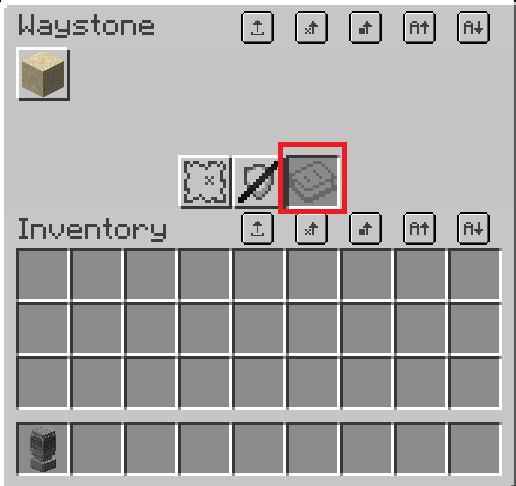 Waystone
A↑ A↓
Inventory
A↑ A↓